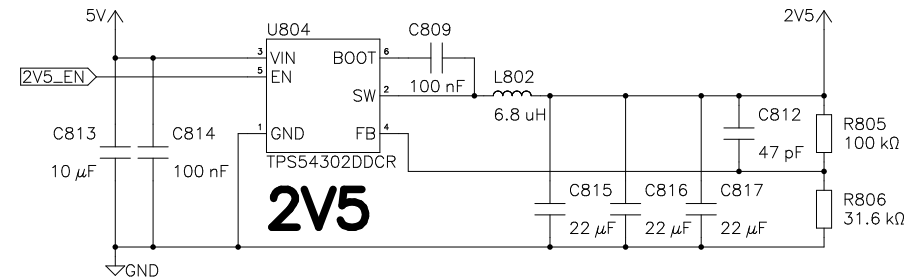 5V
2V5
U804
C809
3 VIN
BOOT 6
2V5_EN
5 EN
100 nF
L802
SW 2
6.8 uH
C812
R805
C813
C814
1 GND
FB 4
47 pF
100 kΩ
10 µF
100 nF
TPS54302DDCR
2V5
C815
C816
C817
R806
22 µF
22 µF
22 µF
31.6 kΩ
GND